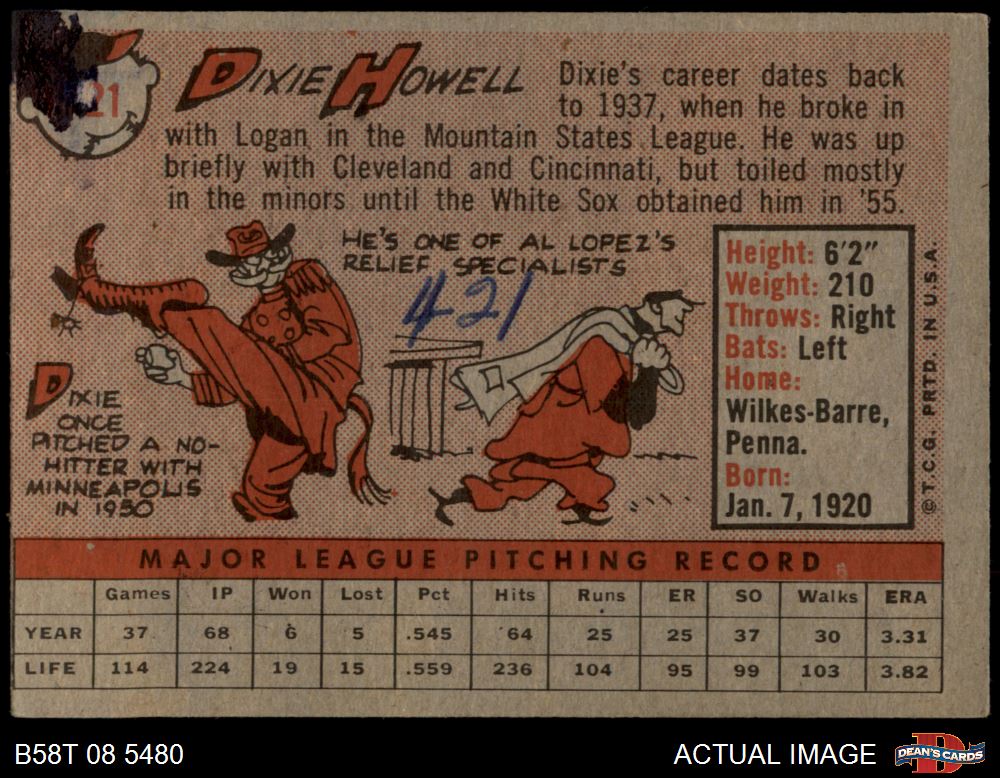 21
DIXIE HOWELL
Dixie's career dates back
to 1937, when he broke in
with Logan in the Mountain States League. He was up
briefly with Cleveland and Cincinnati, but toiled mostly
in the minors until the White Sox obtained him in '55.
HE'S ONE OF AL LOPEZ'S
RELIEF SPECIALISTS
421
DIXIE
ONCE
PITCHED A NO-
HITTER WITH
MINNEAPOLIS
IN 1950
Height: 6'2"
Weight: 210
Throws: Right
Bats: Left
Home:
Wilkes-Barre,
Penna.
Born:
Jan. 7, 1920
© T.C.G. PRTD. IN U.S.A.
MAJOR LEAGUE PITCHING RECORD
Games IP Won Lost Pct Hits Runs ER SO Walks ERA
YEAR 37 68 6 5 .545 64 25 25 37 30 3.31
LIFE 114 224 19 15 .559 236 104 95 99 103 3.82
B58T 08 5480
ACTUAL IMAGE
D
DEAN'S CARDS